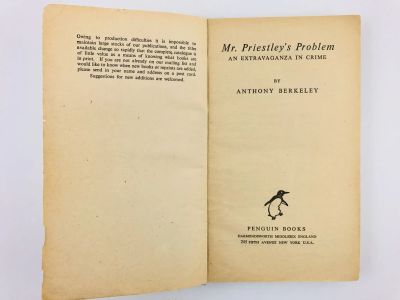 Owing to production difficulties it is impossible to
maintain large stocks of our publications, and the titles
available change so rapidly that the complete catalogue is
of little value as a means of knowing what books are
in print. If you are not already on our mailing list and
would like to know when new books or reprints are added,
please send in your name and address on a post card.
Suggestions for new additions are welcomed.
Mr. Priestley's Problem
AN EXTRAVAGANZA IN CRIME
BY
ANTHONY BERKELEY
PENGUIN BOOKS
HARMONDSWORTH MIDDLESEX ENGLAND
245 FIFTH AVENUE NEW YORK U.S.A.